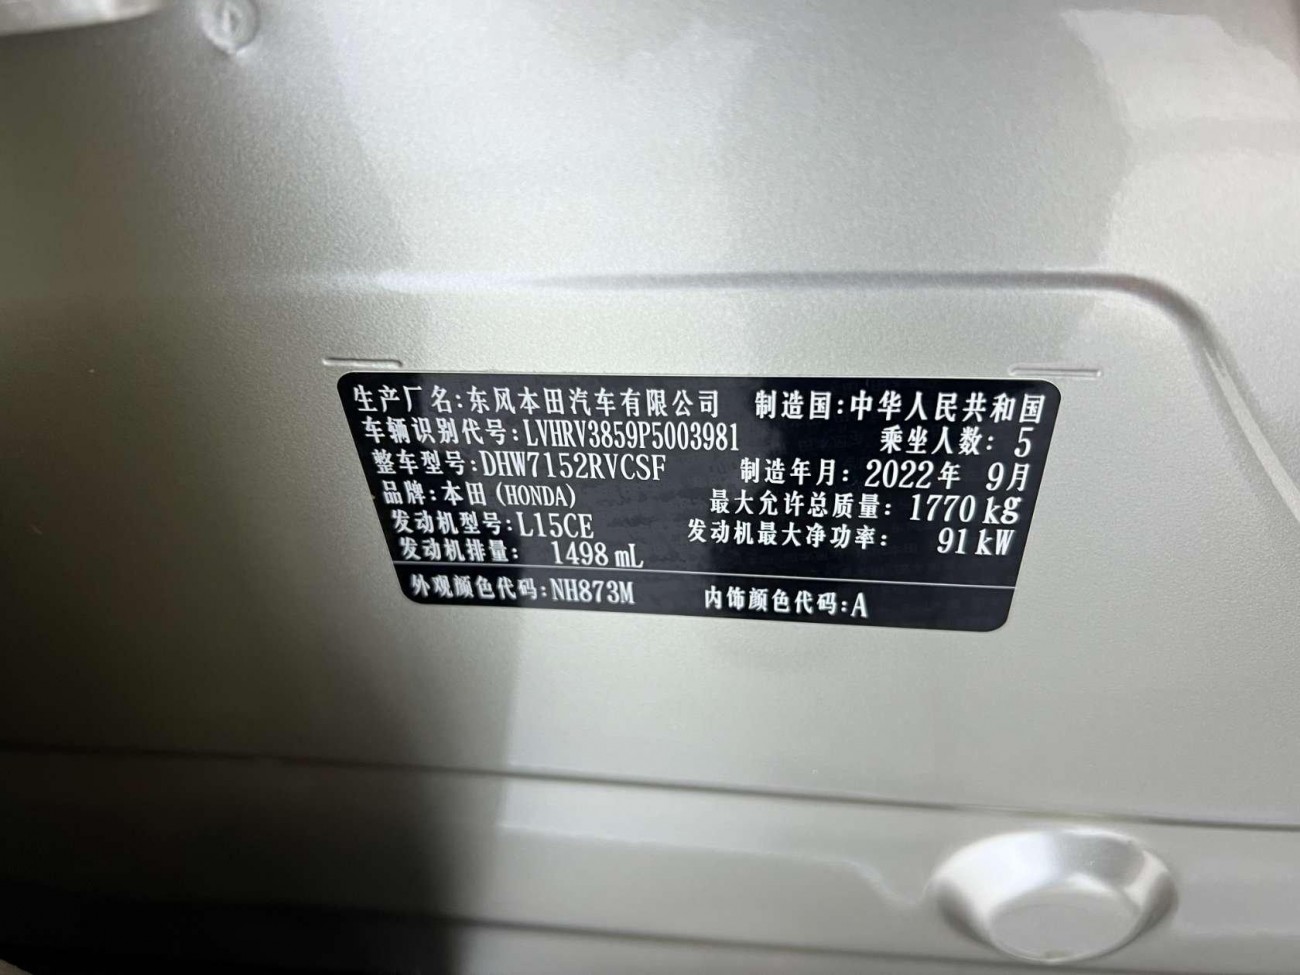 生产厂名:东风本田汽车有限公司 制造国:中华人民共和国
车辆识别代号:LVHRV3859P5003981 乘坐人数: 5
整车型号:DHW7152RVCSF 制造年月: 2022年 9月
品牌:本田(HONDA) 最大允许总质量: 1770 kg
发动机型号:L15CE 发动机最大净功率: 91 kW
发动机排量: 1498 mL
外观颜色代码:NH873M 内饰颜色代码:A